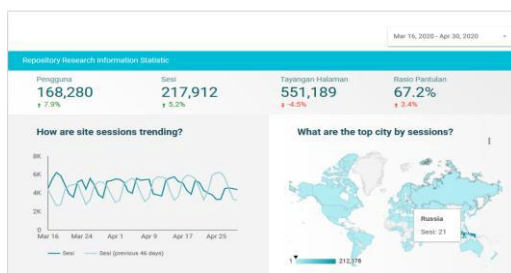 Mar 16, 2020 - Apr 30, 2020
Repository Research Information Statistic
Pengguna
168,280
7.9%
Sesi
217,912
5.2%
Tayangan Halaman
551,189
-4.5%
Rasio Pantulan
67.2%
3.4%
How are site sessions trending?
8K
6K
4K
2K
0
Mar 16 Mar 24 Apr 1 Apr 9 Apr 17 Apr 25
Sesi Sesi (previous 46 days)
What are the top city by sessions?
Russia
Sesi: 21
1 212,178